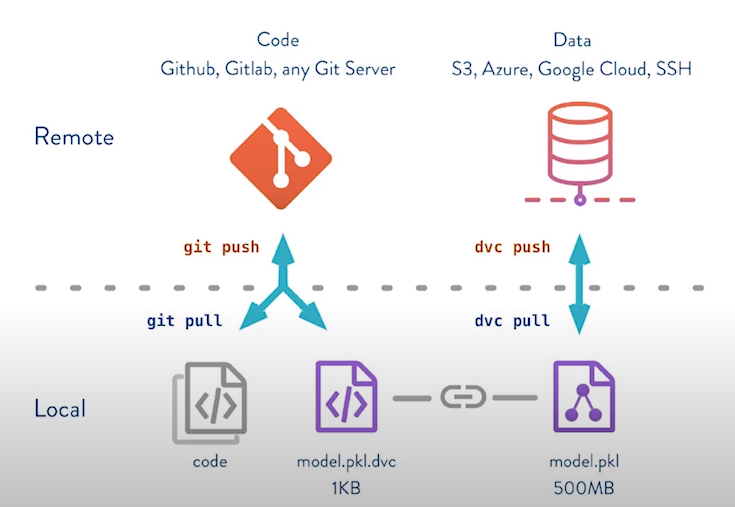 Code
Github, Gitlab, any Git Server
Data
S3, Azure, Google Cloud, SSH
Remote
git push
dvc push
git pull
dvc pull
Local
code
model.pkl.dvc
1KB
model.pkl
500MB